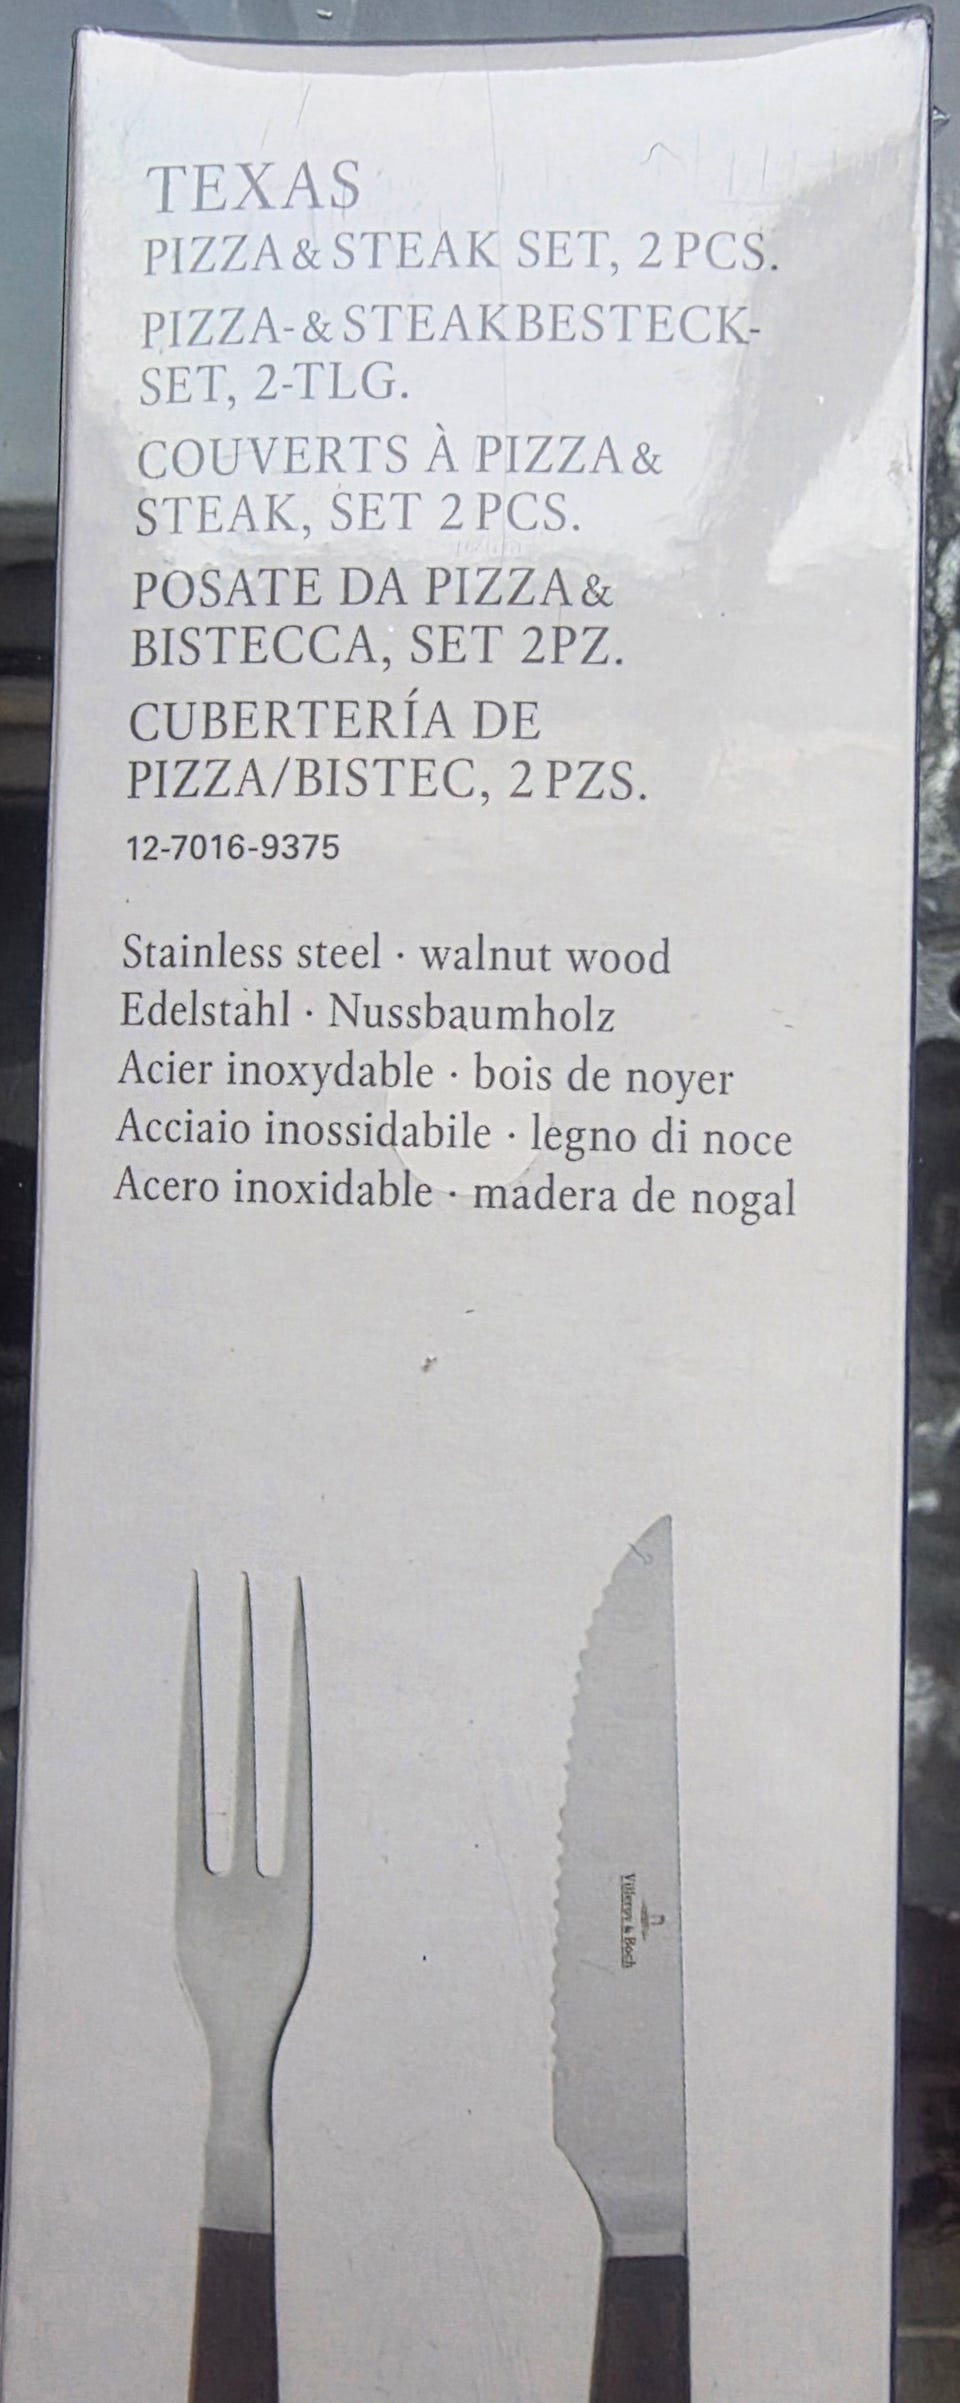 TEXAS
PIZZA & STEAK SET, 2 PCS.
PIZZA- & STEAKBESTECK-
SET, 2-TLG.
COUVERTS À PIZZA &
STEAK, SET 2 PCS.
POSATE DA PIZZA &
BISTECCA, SET 2PZ.
CUBERTERÍA DE
PIZZA/BISTEC, 2 PZS.
12-7016-9375
Stainless steel · walnut wood
Edelstahl · Nussbaumholz
Acier inoxydable · bois de noyer
Acciaio inossidabile · legno di noce
Acero inoxidable · madera de nogal
Villeroy & Boch